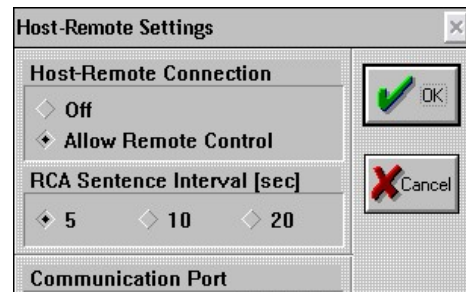 Host-Remote Settings
Host-Remote Connection
Off
Allow Remote Control
OK
RCA Sentence Interval [sec]
5 10 20
Cancel
Communication Port